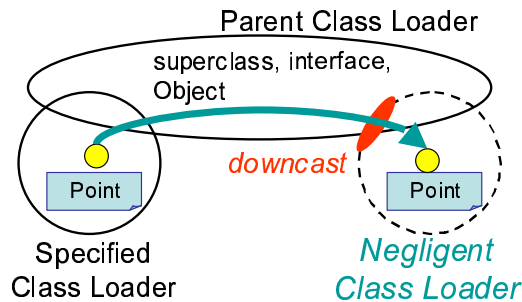 Parent Class Loader
superclass, interface,
Object
downcast
Point
Point
Specified
Class Loader
Negligent
Class Loader